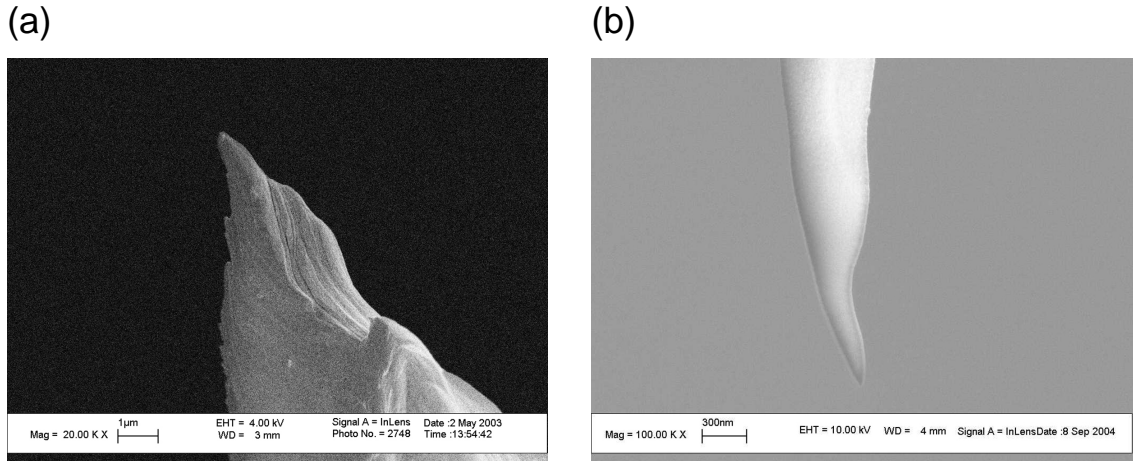 (a)
(b)
Mag = 20.00 K X
1µm
EHT = 4.00 kV
WD = 3 mm
Signal A = InLens
Photo No. = 2748
Date :2 May 2003
Time :13:54:42
Mag = 100.00 K X
300nm
EHT = 10.00 kV
WD = 4 mm
Signal A = InLensDate :8 Sep 2004